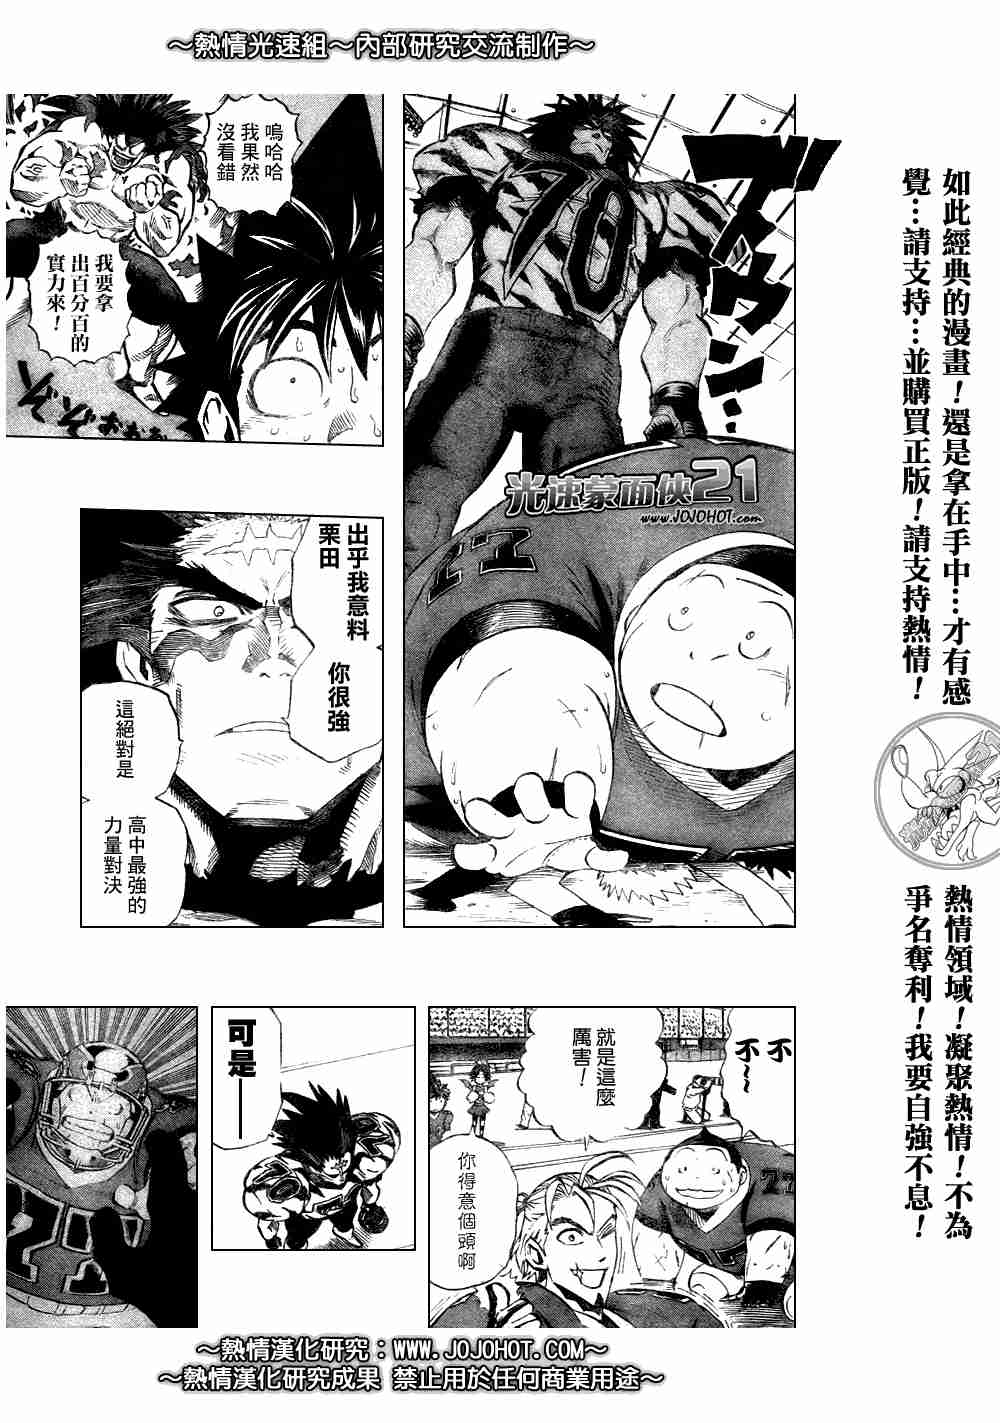 ～熱情光速組～內部研究交流制作～
ブウゥン…
70
77
光速蒙面俠21
www.JOJOHOT.com
嗚哈哈
我果然
沒看錯
我要拿
出百分百的
實力來！
出乎我意料
栗田
你很強
這絕對是
高中最強的
力量對決
不
不～
77
就是這麼
厲害！
你得意個頭啊
可是——
如此經典的漫畫！還是拿在手中…才有感
覺…請支持…並購買正版！請支持熱情！
熱情領域！凝聚熱情！不為
爭名奪利！我要自強不息！
～熱情漢化研究：WWW.JOJOHOT.COM～
～熱情漢化研究成果 禁止用於任何商業用途～